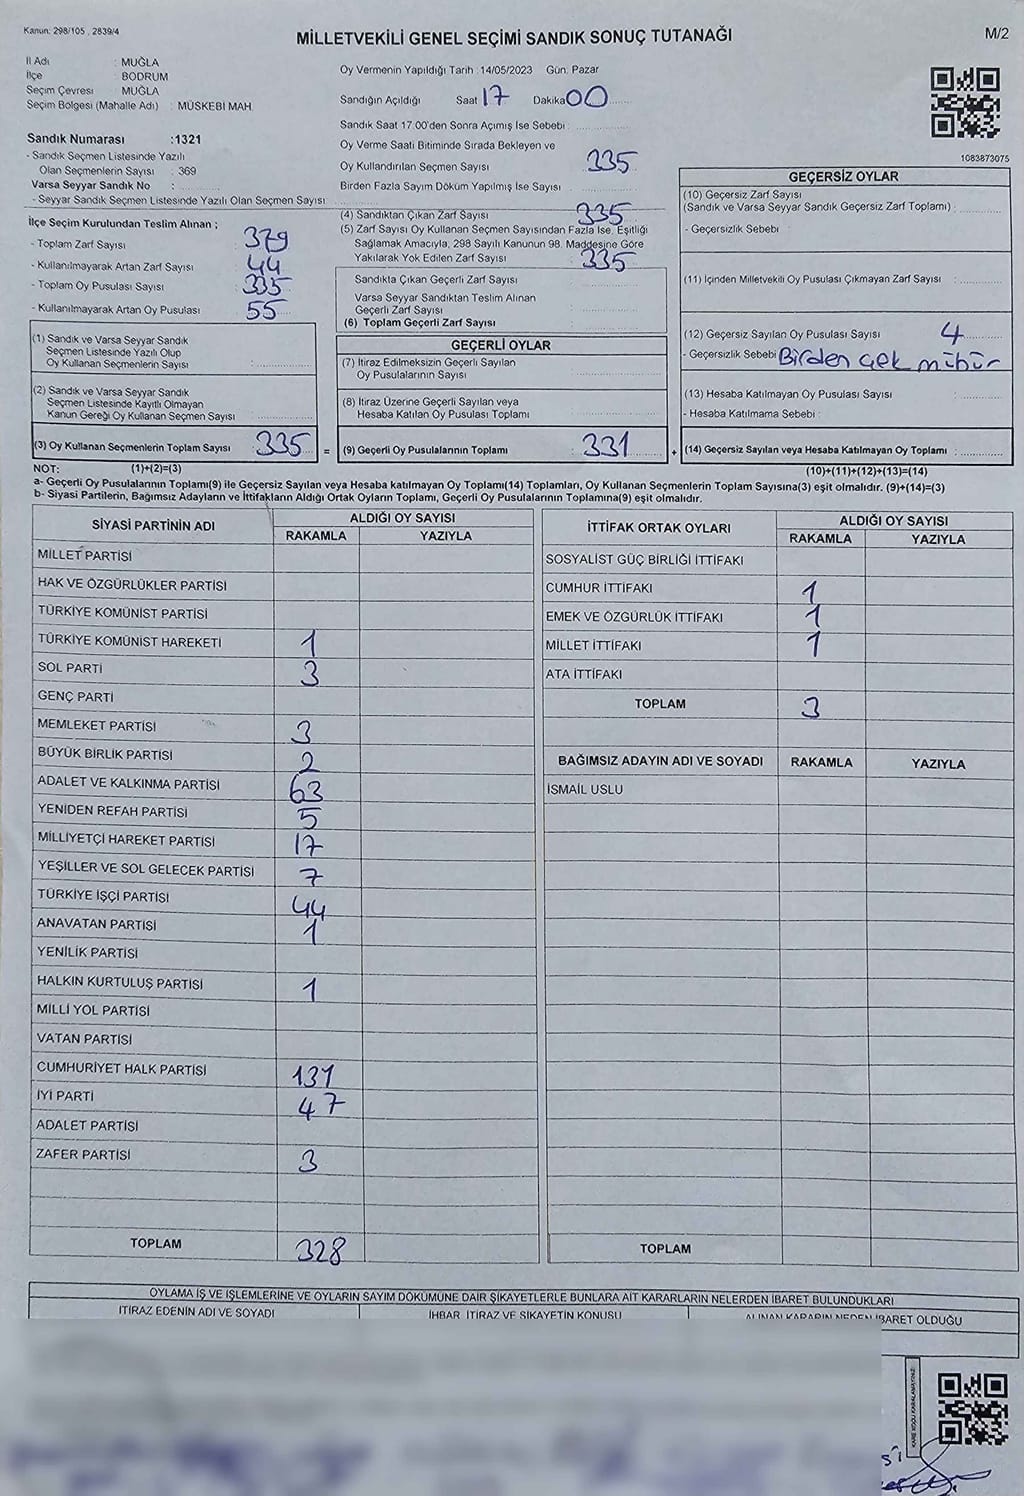 Kanun: 298/105 , 2839/4
MİLLETVEKİLİ GENEL SEÇİMİ SANDIK SONUÇ TUTANAĞI
M/2
İl Adı : MUĞLA
İlçe BODRUM
Seçim Çevresi : MUĞLA
Seçim Bölgesi (Mahalle Adı) : MÜSKEBİ MAH.
Sandık Numarası :1321
- Sandık Seçmen Listesinde Yazılı
Olan Seçmenlerin Sayısı : 369
Varsa Seyyar Sandık No :
- Seyyar Sandık Seçmen Listesinde Yazılı Olan Seçmen Sayısı :
İlçe Seçim Kurulundan Teslim Alınan ;
- Toplam Zarf Sayısı : 379
- Kullanılmayarak Artan Zarf Sayısı : 44
- Toplam Oy Pusulası Sayısı : 335
- Kullanılmayarak Artan Oy Pusulası : 55
Oy Vermenin Yapıldığı Tarih : 14/05/2023 Gün: Pazar
Sandığın Açıldığı Saat 17 Dakika 00
Sandık Saat 17.00'den Sonra Açımış İse Sebebi :
Oy Verme Saati Bitiminde Sırada Bekleyen ve
Oy Kullandırılan Seçmen Sayısı : 335
Birden Fazla Sayım Döküm Yapılmış İse Sayısı :
(4) Sandıktan Çıkan Zarf Sayısı : 335
(5) Zarf Sayısı Oy Kullanan Seçmen Sayısından Fazla İse, Eşitliği
Sağlamak Amacıyla, 298 Sayılı Kanunun 98. Maddesine Göre
Yakılarak Yok Edilen Zarf Sayısı : 335
Sandıkta Çıkan Geçerli Zarf Sayısı :
Varsa Seyyar Sandıktan Teslim Alınan
Geçerli Zarf Sayısı :
(6) Toplam Geçerli Zarf Sayısı :
1083873075
GEÇERSİZ OYLAR
(10) Geçersiz Zarf Sayısı
(Sandık ve Varsa Seyyar Sandık Geçersiz Zarf Toplamı) :
- Geçersiz Sebebi :
(11) İçinden Milletvekili Oy Pusulası Çıkmayan Zarf Sayısı :
(12) Geçersiz Sayılan Oy Pusulası Sayısı : 4
- Geçersizlik Sebebi Birden çek mühür
(13) Hesaba Katılmayan Oy Pusulası Sayısı :
- Hesaba Katılmama Sebebi :
(14) Geçersiz Sayılan veya Hesaba Katılmayan Oy Toplamı :
(1) Sandık ve Varsa Seyyar Sandık
Seçmen Listesinde Yazılı Olup
Oy Kullanan Seçmenlerin Sayısı :
(2) Sandık ve Varsa Seyyar Sandık
Seçmen Listesinde Kayıtlı Olmayan
Kanun Gereği Oy Kullanan Seçmen Sayısı :
(3) Oy Kullanan Seçmenlerin Toplam Sayısı : 335 =
GEÇERLİ OYLAR
(7) İtiraz Edilmeksizin Geçerli Sayılan
Oy Pusulalarının Sayısı :
(8) İtiraz Üzerine Geçerli Sayılan veya
Hesaba Katılan Oy Pusulası Toplamı :
(9) Geçerli Oy Pusulalarının Toplamı : 331 +
NOT: (1)+(2)=(3)
(10)+(11)+(12)+(13)=(14)
a- Geçerli Oy Pusulalarının Toplamı(9) ile Geçersiz Sayılan veya Hesaba katılmayan Oy Toplamı(14) Toplamları, Oy Kullanan Seçmenlerin Toplam Sayısına(3) eşit olmalıdır. (9)+(14)=(3)
b- Siyasi Partilerin, Bağımsız Adayların ve İttifakların Aldığı Ortak Oyların Toplamı, Geçerli Oy Pusulalarının Toplamına(9) eşit olmalıdır.
SİYASİ PARTİNİN ADI ALDIĞI OY SAYISI
RAKAMLA YAZIYLA
MİLLET PARTİSİ
HAK VE ÖZGÜRLÜKLER PARTİSİ
TÜRKİYE KOMÜNİST PARTİSİ
TÜRKİYE KOMÜNİST HAREKETİ 1
SOL PARTİ 3
GENÇ PARTİ
MEMLEKET PARTİSİ 3
BÜYÜK BİRLİK PARTİSİ 2
ADALET VE KALKINMA PARTİSİ 63
YENİDEN REFAH PARTİSİ 5
MİLLİYETÇİ HAREKET PARTİSİ 17
YEŞİLLER VE SOL GELECEK PARTİSİ 7
TÜRKİYE İŞÇİ PARTİSİ 44
ANAVATAN PARTİSİ 1
YENİLİK PARTİSİ
HALKIN KURTULUŞ PARTİSİ 1
MİLLİ YOL PARTİSİ
VATAN PARTİSİ
CUMHURİYET HALK PARTİSİ 131
İYİ PARTİ 47
ADALET PARTİSİ
ZAFER PARTİSİ 3
TOPLAM 328
İTTİFAK ORTAK OYLARI ALDIĞI OY SAYISI
RAKAMLA YAZIYLA
SOSYALİST GÜÇ BİRLİĞİ İTTİFAKI
CUMHUR İTTİFAKI 1
EMEK VE ÖZGÜRLÜK İTTİFAKI 1
MİLLET İTTİFAKI 1
ATA İTTİFAKI
TOPLAM 3
BAĞIMSIZ ADAYIN ADI VE SOYADI RAKAMLA YAZIYLA
İSMAİL USLU
TOPLAM
OYLAMA İŞ VE İŞLEMLERİNE VE OYLARIN SAYIM DÖKÜMÜNE DAİR ŞİKAYETLERLE BUNLARA AİT KARARLARIN NELERDEN İBARET BULUNDUKLARI
İTİRAZ EDENİN ADI VE SOYADI İHBAR, İTİRAZ VE ŞİKAYETİN KONUSU ALINAN KARARIN NEDEN İBARET OLDUĞU